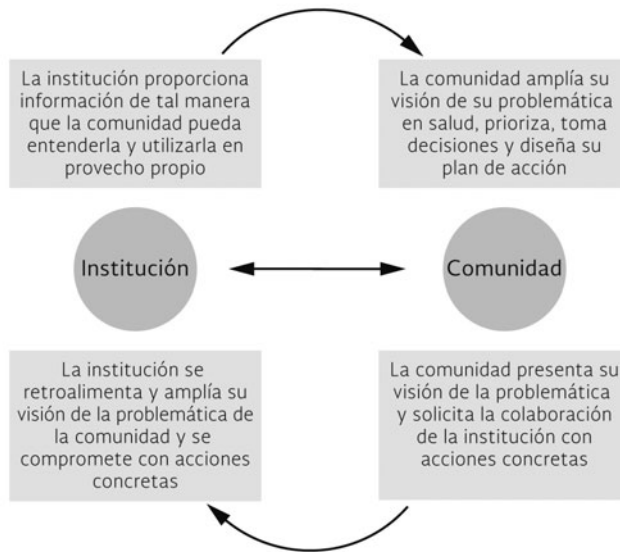 La institución proporciona
información de tal manera
que la comunidad pueda
entenderla y utilizarla en
provecho propio
La comunidad amplía su
visión de su problemática
en salud, prioriza, toma
decisiones y diseña su
plan de acción
Institución
Comunidad
La institución se
retroalimenta y amplía su
visión de la problemática de
la comunidad y se
compromete con acciones
concretas
La comunidad presenta su
visión de la problemática
y solicita la colaboración
de la institución con
acciones concretas